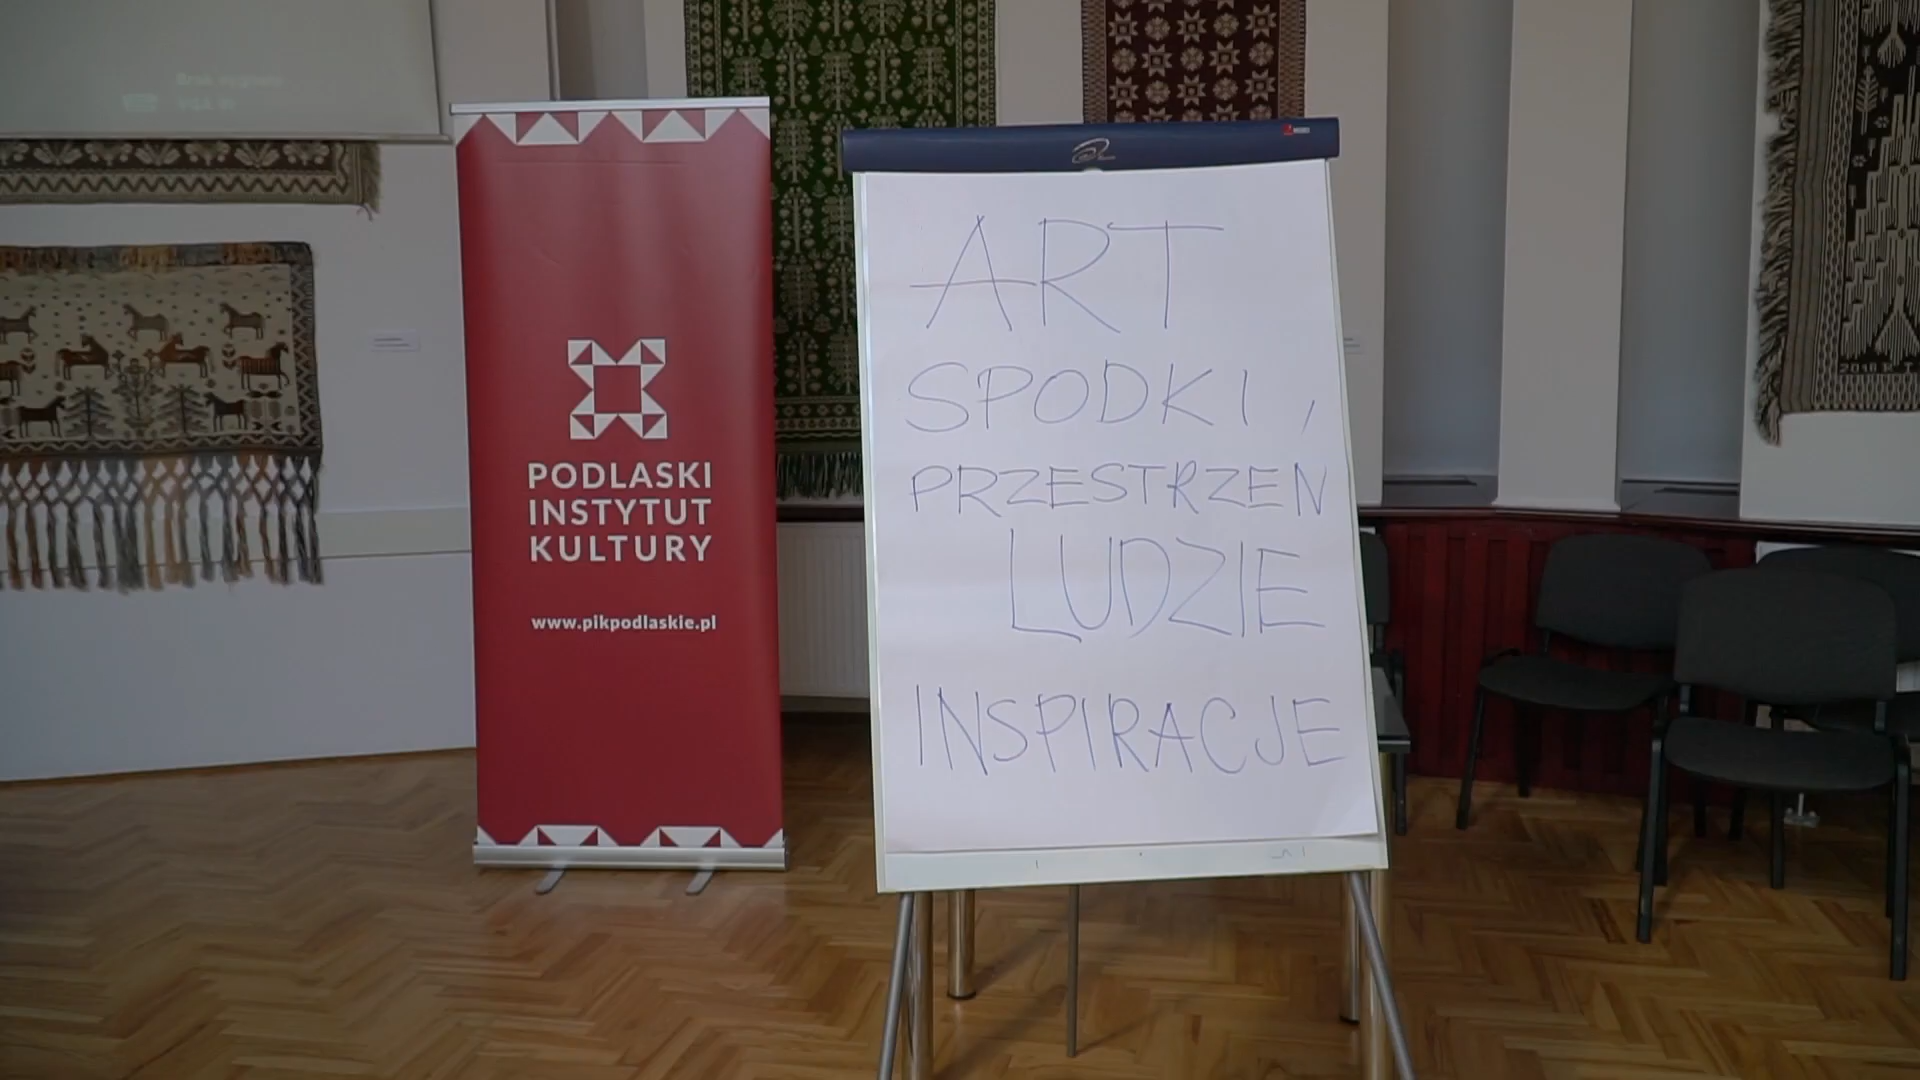 PODLASKI
INSTYTUT
KULTURY
www.pikpodlaskie.pl
ART
SPODKI,
PRZESTRZEN
LUDZIE
INSPIRACJE